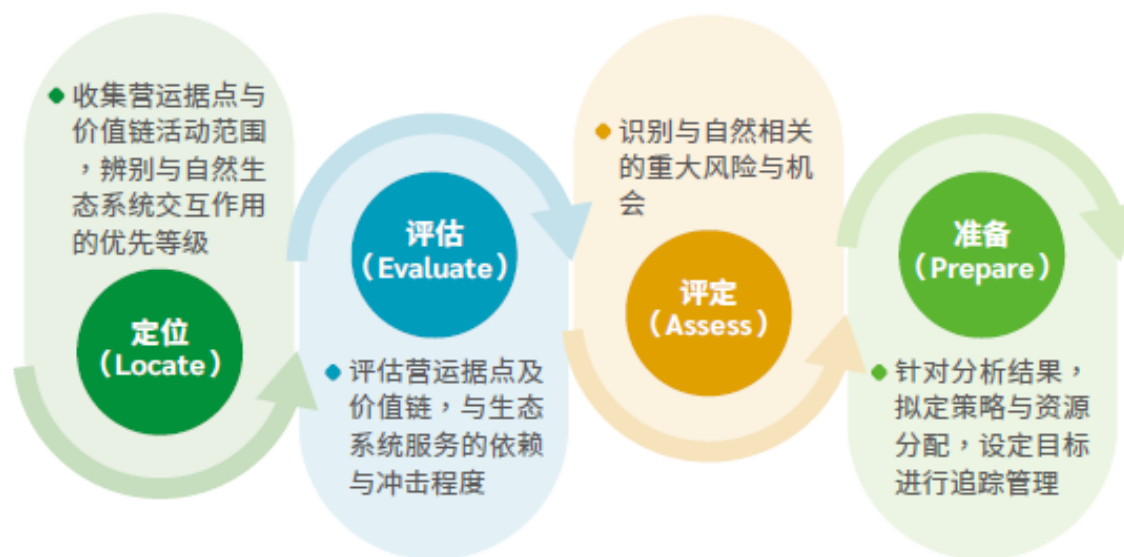 收集营运据点与
价值链活动范围
，辨别与自然生
态系统交互作用
的优先等级
定位
（Locate）
评估
（Evaluate）
评估营运据点及
价值链，与生态
系统服务的依赖
与冲击程度
识别与自然相关
的重大风险与机
会
评定
（Assess）
准备
（Prepare）
针对分析结果，
拟定策略与资源
分配，设定目标
进行追踪管理